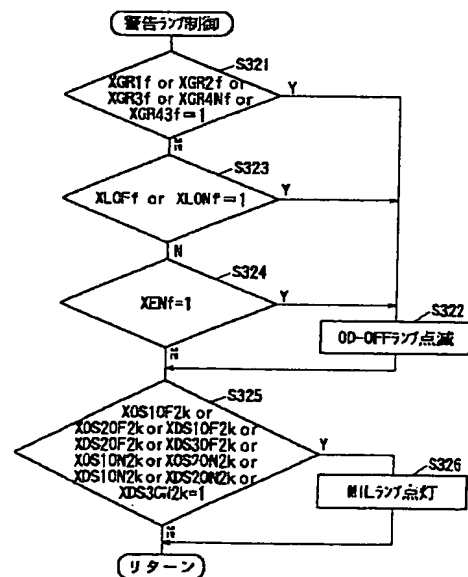 警告ランプ制御
S321
XGR1f or XGR2f or
XGR3f or XGR4Nf or
XGR43f=1
Y
N
S323
XLOFf or XLONf=1
Y
N
S324
XENf=1
Y
N
S322
OD-OFFランプ点滅
S325
XOS10F2k or
XOS20F2k or XDS10F2k or
XDS20F2k or XDS30F2k or
XOS10N2k or XOS20N2k or
XDS10N2k or XDS20N2k or
Y
N
S326
MILランプ点灯
リターン